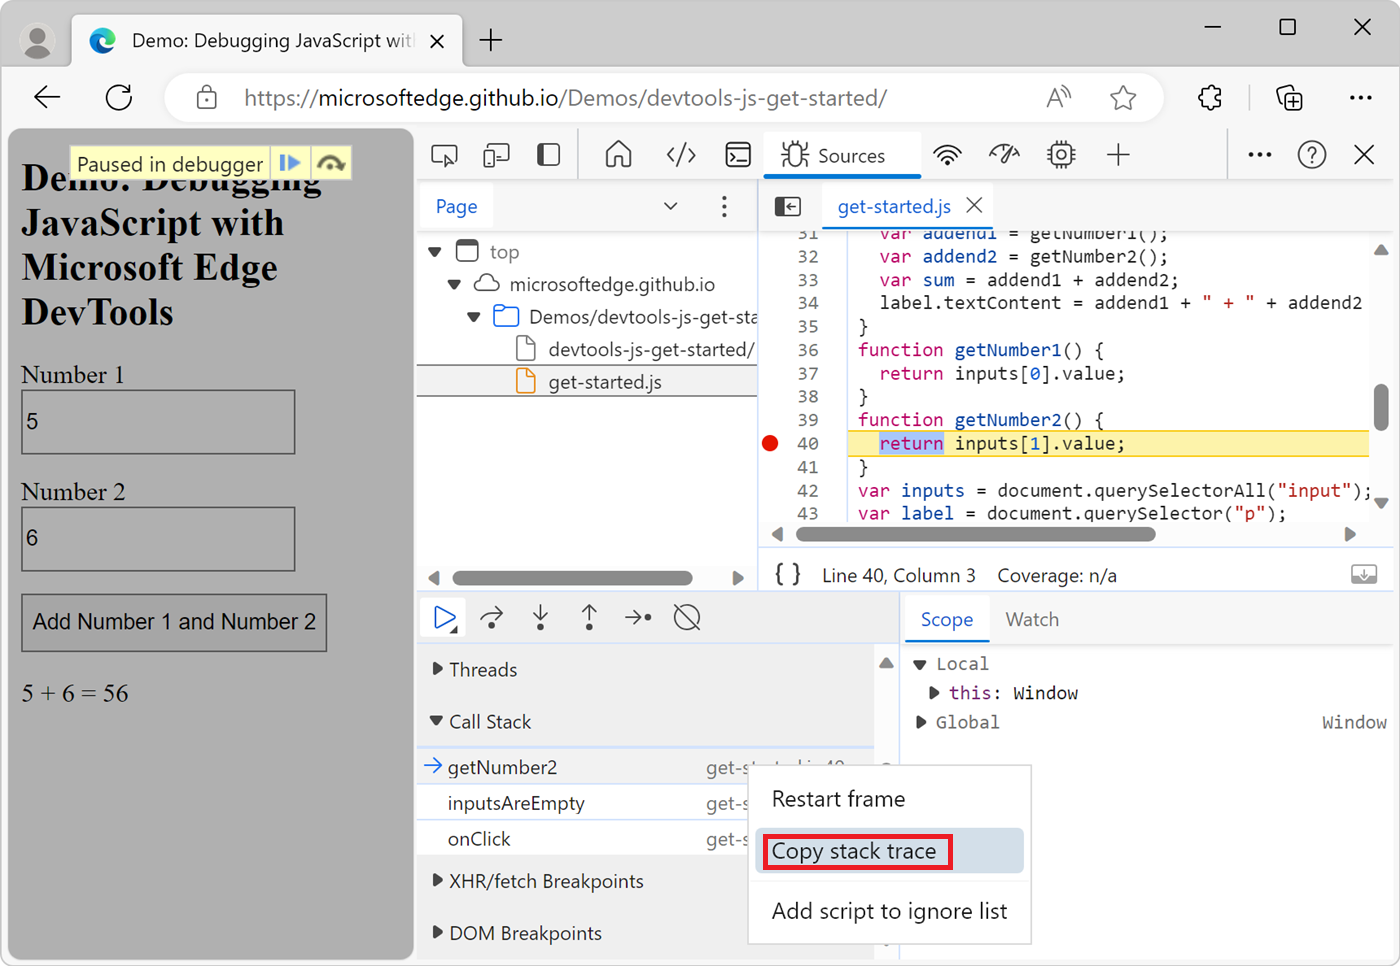 Demo: Debugging JavaScript wit
https://microsoftedge.github.io/Demos/devtools-js-get-started/
Paused in debugger
Demo: Debugging
JavaScript with
Microsoft Edge
DevTools
Number 1
5
Number 2
6
Add Number 1 and Number 2
5 + 6 = 56
Sources
Page
top
microsoftedge.github.io
Demos/devtools-js-get-sta
devtools-js-get-started/
get-started.js
get-started.js
31 var addend1 = getNumber1();
32 var addend2 = getNumber2();
33 var sum = addend1 + addend2;
34 label.textContent = addend1 + " + " + addend2
35 }
36 function getNumber1() {
37 return inputs[0].value;
38 }
39 function getNumber2() {
40 return inputs[1].value;
41 }
42 var inputs = document.querySelectorAll("input");
43 var label = document.querySelector("p");
{ } Line 40, Column 3 Coverage: n/a
Threads
Call Stack
getNumber2 get-started.js:40
inputsAreEmpty get-s
onClick get-s
XHR/fetch Breakpoints
DOM Breakpoints
Scope Watch
Local
this: Window
Global Window
Restart frame
Copy stack trace
Add script to ignore list